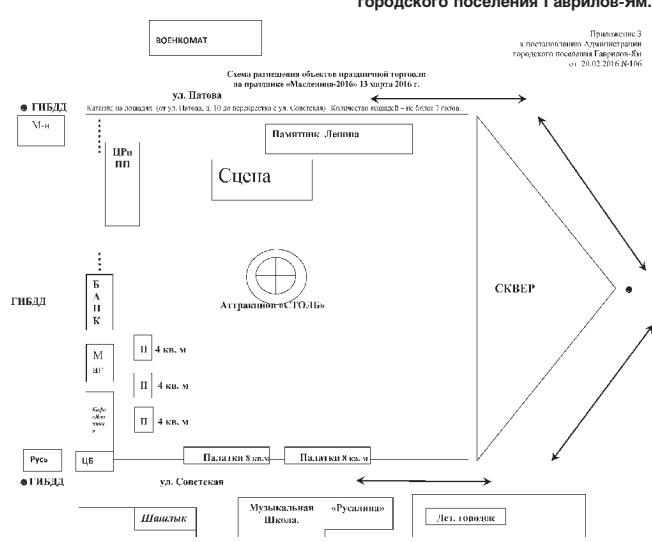 городского поселения Гаврилов-Ям.
Приложение 3
к постановлению Администрации
городского поселения Гаврилов-Ям
от 20.02.2016 №106
ВОЕНКОМАТ
Схема размещения объектов праздничной торговли
на празднике «Масленица-2016» 13 марта 2016 г.
ул. Патова
ГИБДД
Катание на лошадях (от ул. Патова, д. 10 до перекрестка с ул. Советская) Количество лошадей – не более 7 голов.
М-н
Памятник Ленина
ЦРи
ПП
Сцена
Б
А
Н
К
ГИБДД
Аттракцион «СТОЛБ»
СКВЕР
М
аг
П 4 кв. м
П 4 кв. м
П 4 кв. м
Кафе
Русь
ЦБ
Палатки 8 кв.м
Палатки 8 кв. м
ГИБДД
ул. Советская
Шашлык
Музыкальная «Русалина»
Школа.
Дет. городок